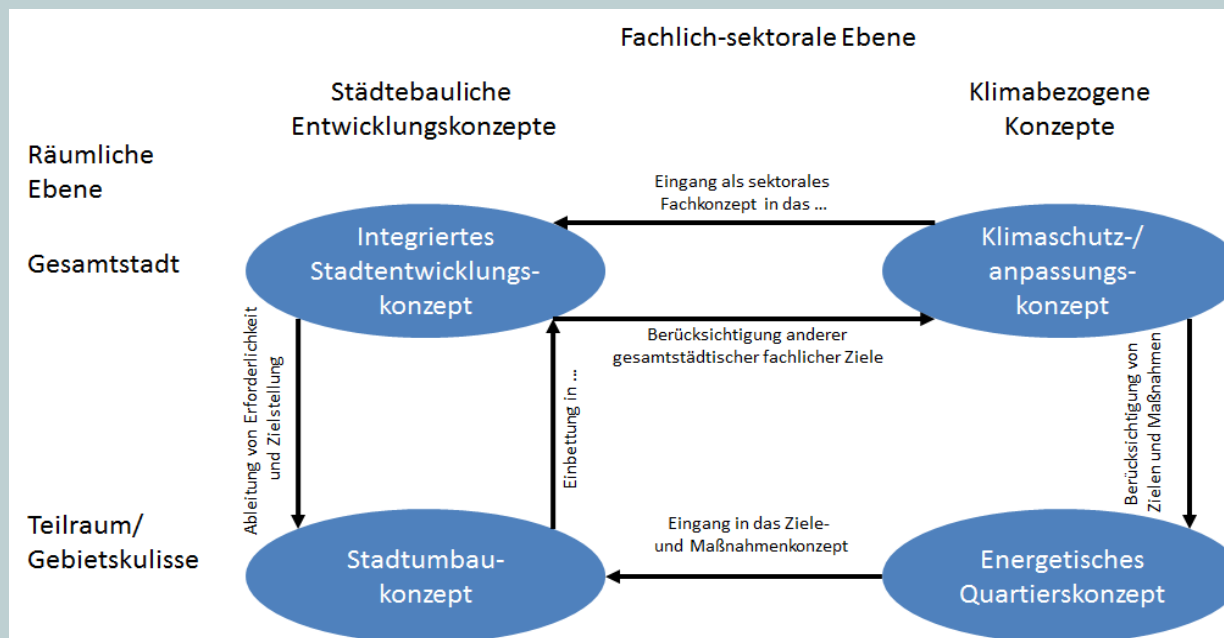 Fachlich-sektorale Ebene
Städtebauliche
Entwicklungskonzepte
Klimabezogene
Konzepte
Räumliche
Ebene
Eingang als sektorales
Fachkonzept in das ...
Gesamtstadt
Integriertes
Stadtentwicklungs-
konzept
Klimaschutz-/
anpassungs-
konzept
Ableitung von Erforderlichkeit
und Zielstellung
Einbettung in ...
Berücksichtigung anderer
gesamtstädtischer fachlicher Ziele
Berücksichtigung von
Zielen und Maßnahmen
Teilraum/
Gebietskulisse
Stadtumbau-
konzept
Eingang in das Ziele-
und Maßnahmenkonzept
Energetisches
Quartierskonzept